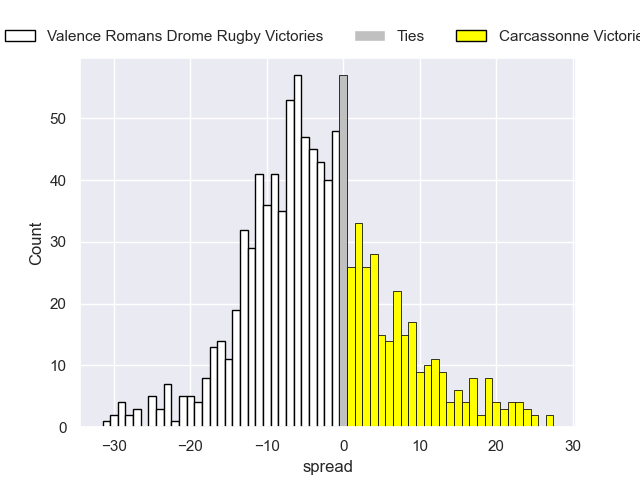 Valence Romans Drome Rugby Victories Ties Carcassonne Victorie
50
40
30
20
10
0
Count
−30 −20 −10 0 10 20 30
spread